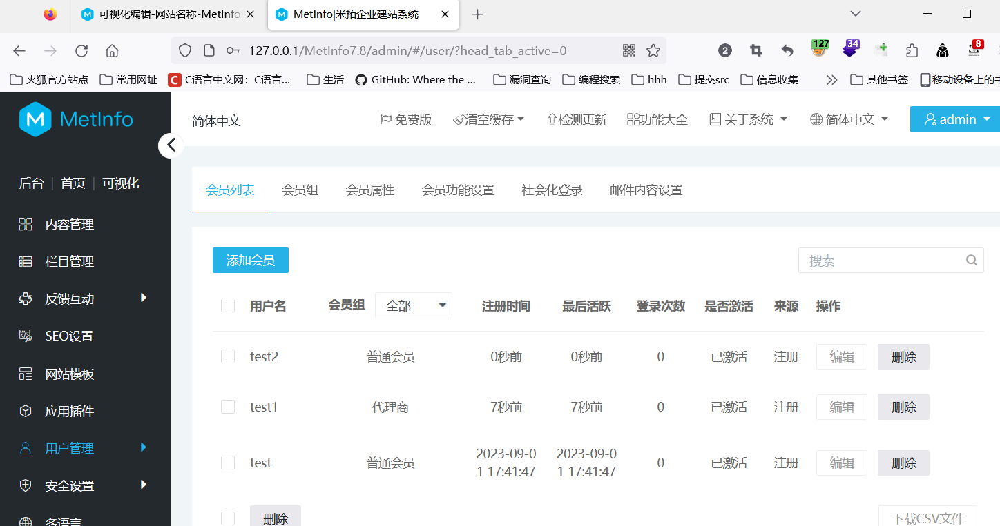 可视化编辑-网站名称-MetInfo|
MetInfo|米拓企业建站系统
127.0.0.1/MetInfo7.8/admin/#/user/?head_tab_active=0
2
127
34
8
火狐官方站点
常用网址
C
C语言中文网：C语言...
生活
GitHub: Where the ...
漏洞查询
编程搜索
hhh
提交src
信息收集
其他书签
移动设备上的书
M MetInfo
简体中文
免费版
清空缓存
检测更新
功能大全
关于系统
简体中文
admin
后台 | 首页 | 可视化
内容管理
栏目管理
反馈互动
SEO设置
网站模板
应用插件
用户管理
安全设置
多语言
会员列表
会员组
会员属性
会员功能设置
社会化登录
邮件内容设置
添加会员
搜索
用户名 会员组 全部 注册时间 最后活跃 登录次数 是否激活 来源 操作
test2 普通会员 0秒前 0秒前 0 已激活 注册 编辑 删除
test1 代理商 7秒前 7秒前 0 已激活 注册 编辑 删除
test 普通会员 2023-09-0 2023-09-0 0 已激活 注册 编辑 删除
1 17:41:47 1 17:41:47
删除
下载CSV文件